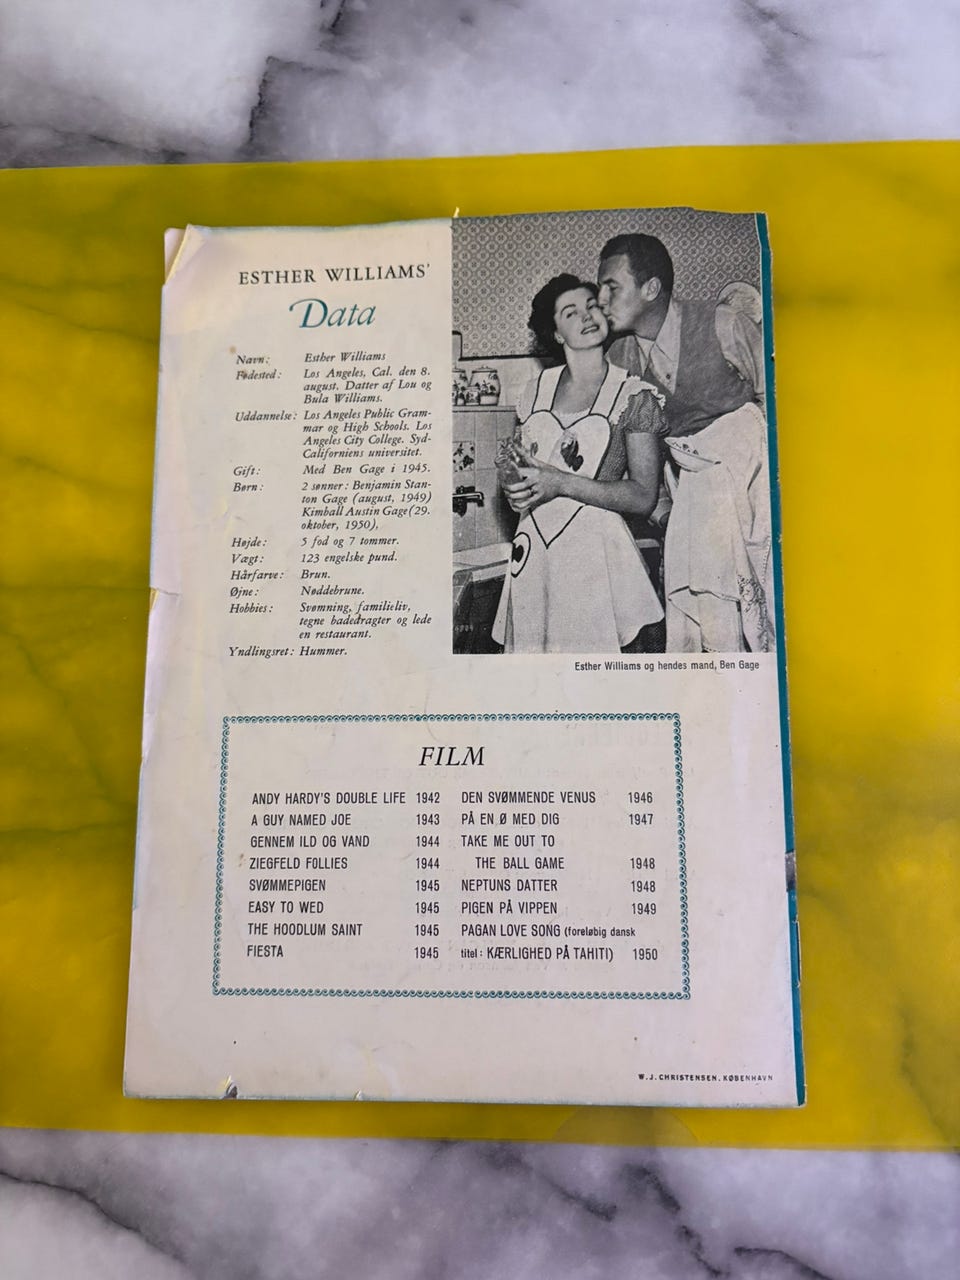 ESTHER WILLIAMS'
Data
Navn: Esther Williams
Fødested: Los Angeles, Cal. den 8.
august. Datter af Lou og
Bula Williams.
Uddannelse: Los Angeles Public Gram-
mar og High Schools. Los
Angeles City College. Syd-
Californiens universitet.
Gift: Med Ben Gage i 1945.
Børn: 2 sønner: Benjamin Stan-
ton Gage (august, 1949)
Kimball Austin Gage (29.
oktober, 1950),
Højde: 5 fod og 7 tommer.
Vægt: 123 engelske pund.
Hårfarve: Brun.
Øjne: Nøddebrune.
Hobbies: Svømning, familieliv,
tegne badedragter og lede
en restaurant.
Yndlingsret: Hummer.
Esther Williams og hendes mand, Ben Gage
FILM
ANDY HARDY'S DOUBLE LIFE 1942
A GUY NAMED JOE 1943
GENNEM ILD OG VAND 1944
ZIEGFELD FOLLIES 1944
SVØMMEPIGEN 1945
EASY TO WED 1945
THE HOODLUM SAINT 1945
FIESTA 1945
DEN SVØMMENDE VENUS 1946
PÅ EN Ø MED DIG 1947
TAKE ME OUT TO
THE BALL GAME 1948
NEPTUNS DATTER 1948
PIGEN PÅ VIPPEN 1949
PAGAN LOVE SONG (foreløbig dansk
titel: KÆRLIGHED PÅ TAHITI) 1950
W. J. CHRISTENSEN. KØBENHAVN